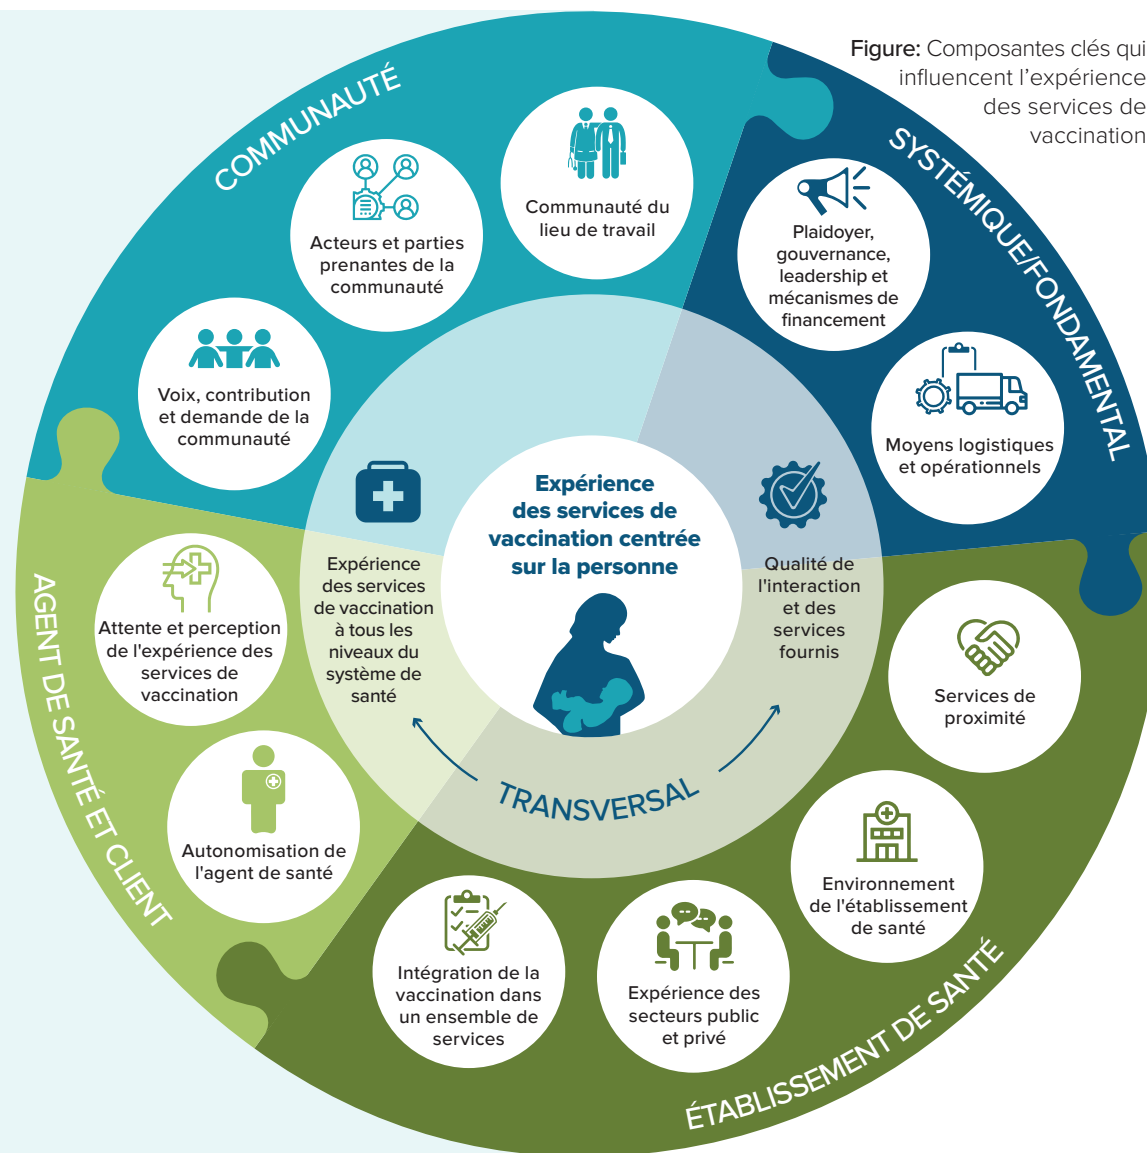 Figure: Composantes clés qui
influencent l’expérience
des services de
vaccination
COMMUNAUTÉ
Communauté du
lieu de travail
Acteurs et parties
prenantes de la
communauté
Voix, contribution
et demande de la
communauté
SYSTÉMIQUE/FONDAMENTAL
Plaidoyer,
gouvernance,
leadership et
mécanismes de
financement
Moyens logistiques
et opérationnels
Expérience
des services de
vaccination centrée
sur la personne
Expérience
des services
de vaccination
à tous les
niveaux du
système de
santé
Qualité de
l'interaction
et des
services
fournis
TRANSVERSAL
AGENT DE SANTÉ ET CLIENT
Attente et perception
de l'expérience des
services de
vaccination
Autonomisation de
l'agent de santé
ÉTABLISSEMENT DE SANTÉ
Services de
proximité
Environnement
de l'établissement
de santé
Expérience des
secteurs public
et privé
Intégration de la
vaccination dans
un ensemble de
services